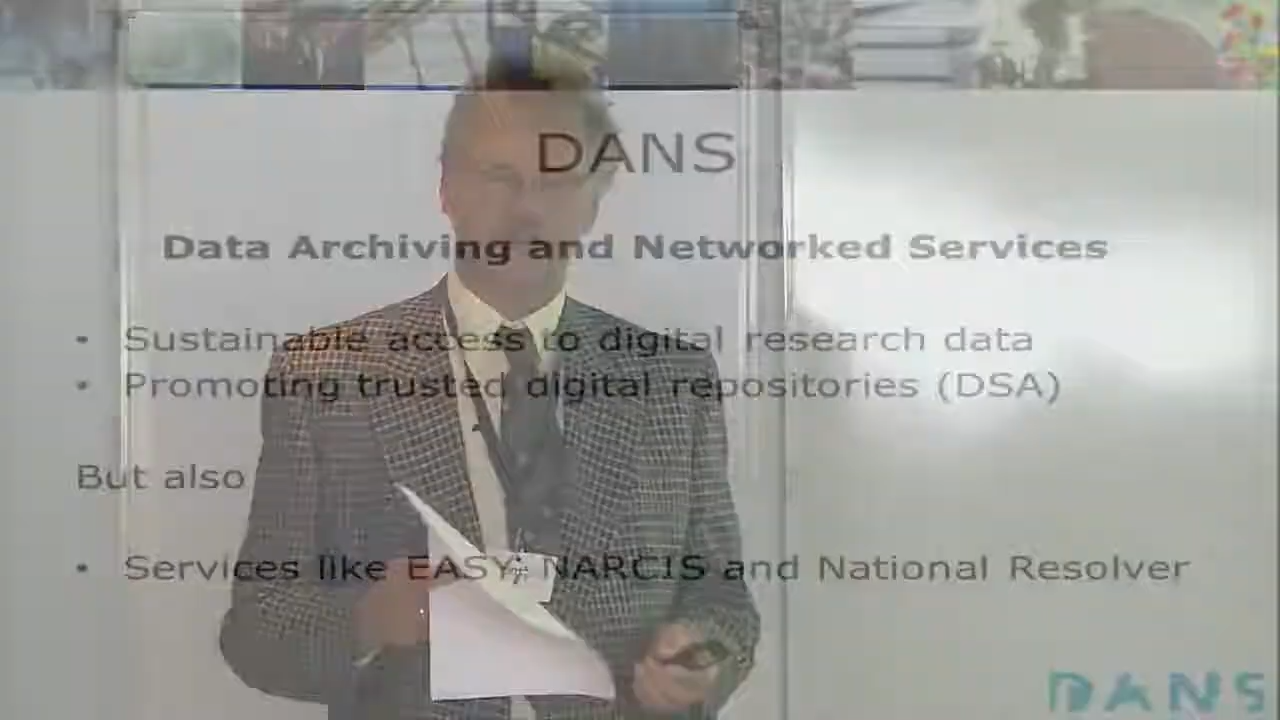 DANS
Data Archiving and Networked Services
• Sustainable access to digital research data
• Promoting trusted digital repositories (DSA)
But also
• Services like EASY, NARCIS and National Resolver
DANS